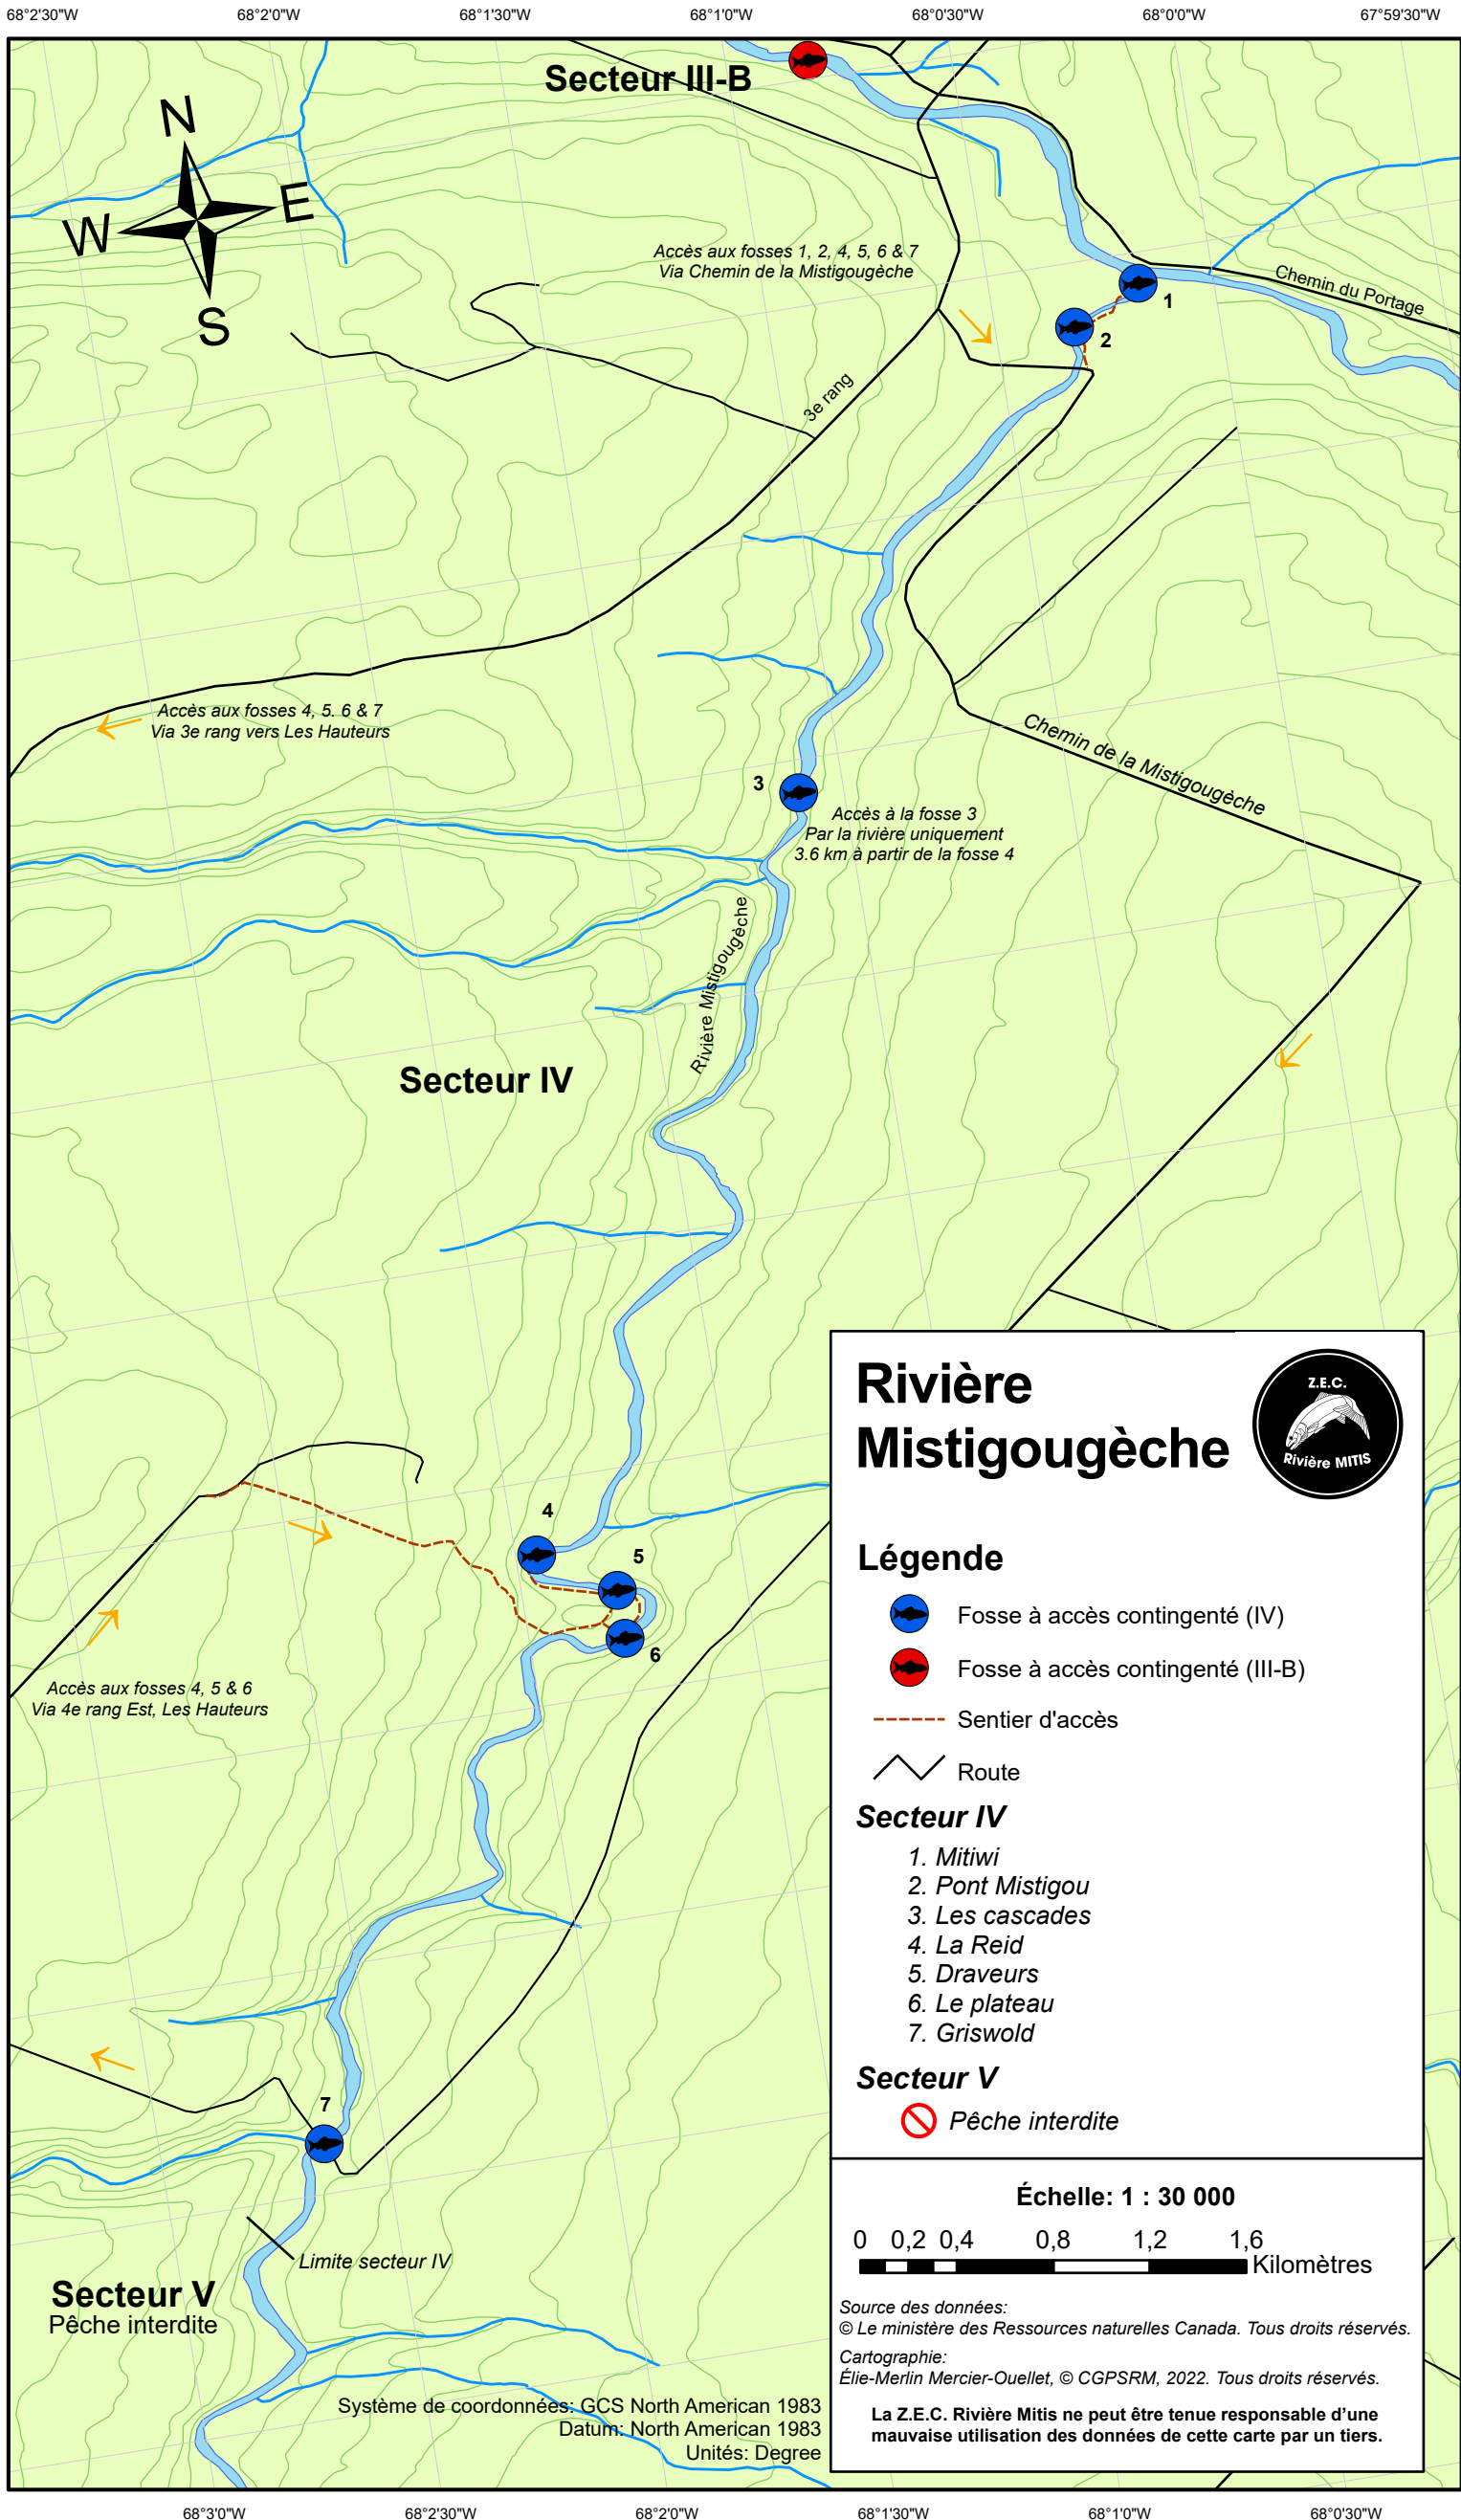 68°2'30"W 68°2'0"W 68°1'30"W 68°1'0"W 68°0'30"W 68°0'0"W 67°59'30"W
Secteur III-B
N
E
W
S
Accès aux fosses 1, 2, 4, 5, 6 & 7
Via Chemin de la Mistigougèche
Chemin du Portage
1
2
3e rang
Accès aux fosses 4, 5. 6 & 7
Via 3e rang vers Les Hauteurs
Chemin de la Mistigougèche
3
Accès à la fosse 3
Par la rivière uniquement
3.6 km à partir de la fosse 4
Rivière Mistigougèche
Secteur IV
4
5
6
Accès aux fosses 4, 5 & 6
Via 4e rang Est, Les Hauteurs
7
Limite secteur IV
Secteur V
Pêche interdite
Système de coordonnées: GCS North American 1983
Datum: North American 1983
Unités: Degree
Rivière
Mistigougèche
Z.E.C.
Rivière MITIS
Légende
Fosse à accès contingenté (IV)
Fosse à accès contingenté (III-B)
Sentier d'accès
Route
Secteur IV
1. Mitiwi
2. Pont Mistigou
3. Les cascades
4. La Reid
5. Draveurs
6. Le plateau
7. Griswold
Secteur V
Pêche interdite
Échelle: 1 : 30 000
0 0,2 0,4 0,8 1,2 1,6
Kilomètres
Source des données:
© Le ministère des Ressources naturelles Canada. Tous droits réservés.
Cartographie:
Élie-Merlin Mercier-Ouellet, © CGPSRM, 2022. Tous droits réservés.
La Z.E.C. Rivière Mitis ne peut être tenue responsable d'une
mauvaise utilisation des données de cette carte par un tiers.
68°3'0"W 68°2'30"W 68°2'0"W 68°1'30"W 68°1'0"W 68°0'30"W